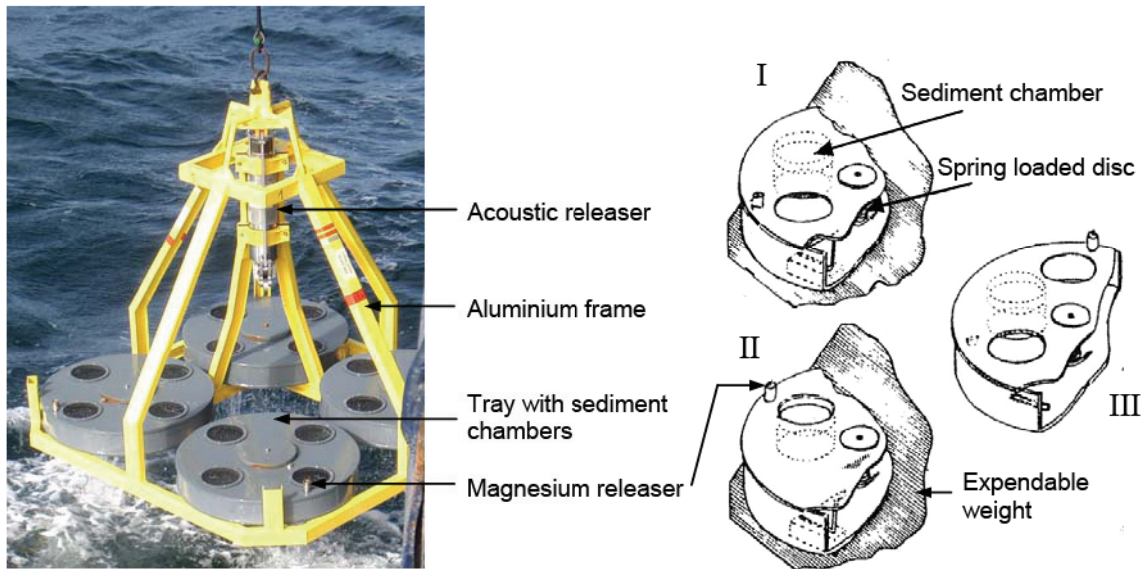 Acoustic releaser
Aluminium frame
Tray with sediment
chambers
Magnesium releaser
I
Sediment chamber
Spring loaded disc
II
III
Expendable
weight